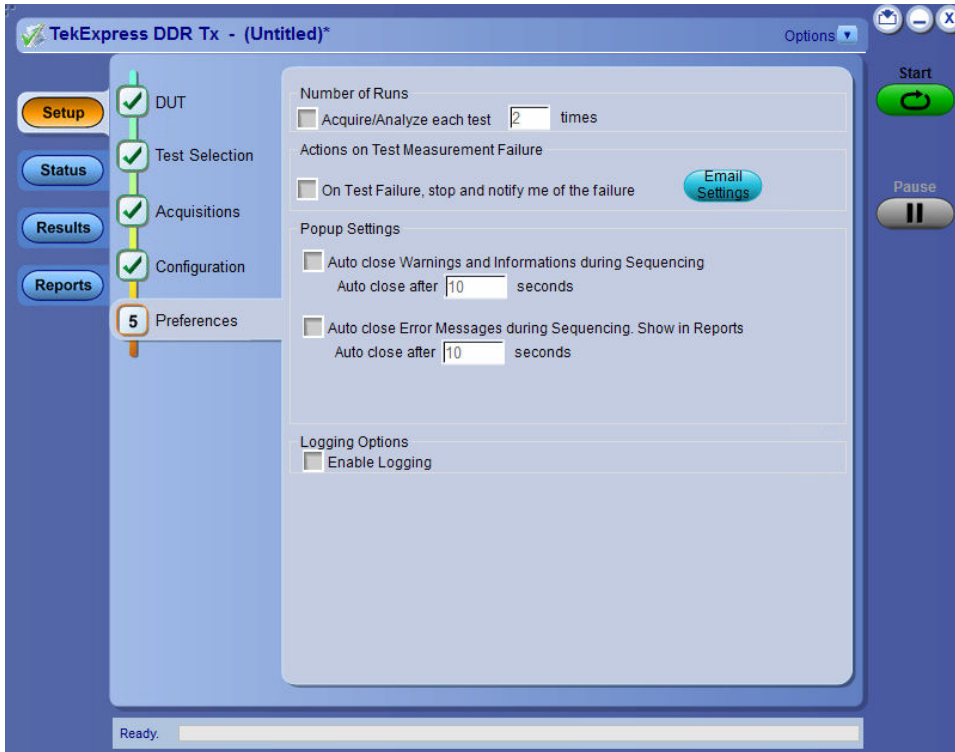 TekExpress DDR Tx - (Untitled)*
Options
Start
Pause
Setup
Status
Results
Reports
DUT
Test Selection
Acquisitions
Configuration
5 Preferences
Number of Runs
Acquire/Analyze each test 2 times
Actions on Test Measurement Failure
On Test Failure, stop and notify me of the failure
Email
Settings
Popup Settings
Auto close Warnings and Informations during Sequencing
Auto close after 10 seconds
Auto close Error Messages during Sequencing. Show in Reports
Auto close after 10 seconds
Logging Options
Enable Logging
Ready.